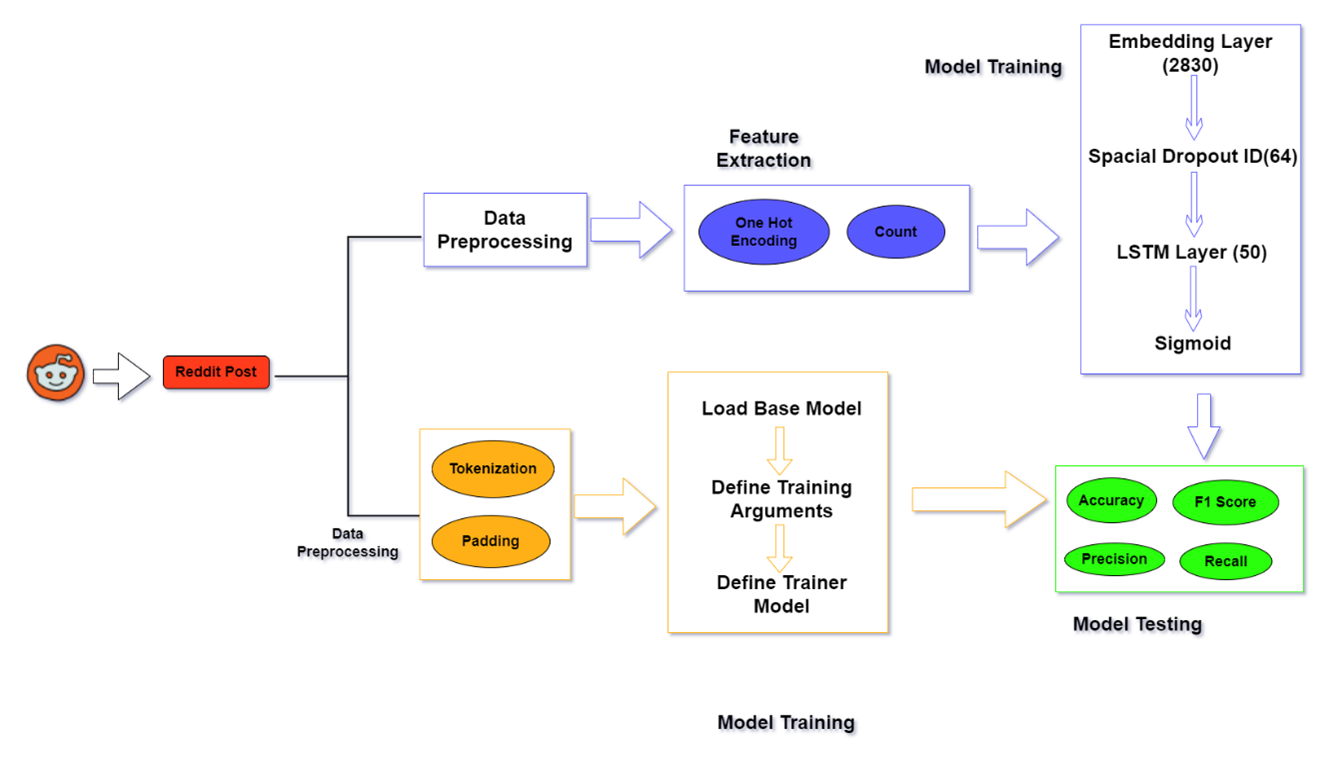 Model Training
Embedding Layer
(2830)
Spacial Dropout ID(64)
LSTM Layer (50)
Sigmoid
Feature
Extraction
One Hot
Encoding
Count
Data
Preprocessing
Reddit Post
Data
Preprocessing
Tokenization
Padding
Load Base Model
Define Training
Arguments
Define Trainer
Model
Model Training
Accuracy
F1 Score
Precision
Recall
Model Testing